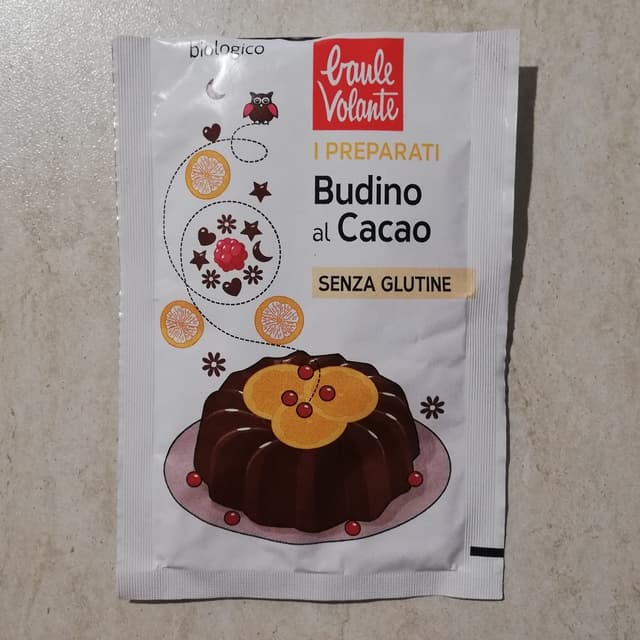 biologico
baule
Volante
I PREPARATI
Budino
al Cacao
SENZA GLUTINE